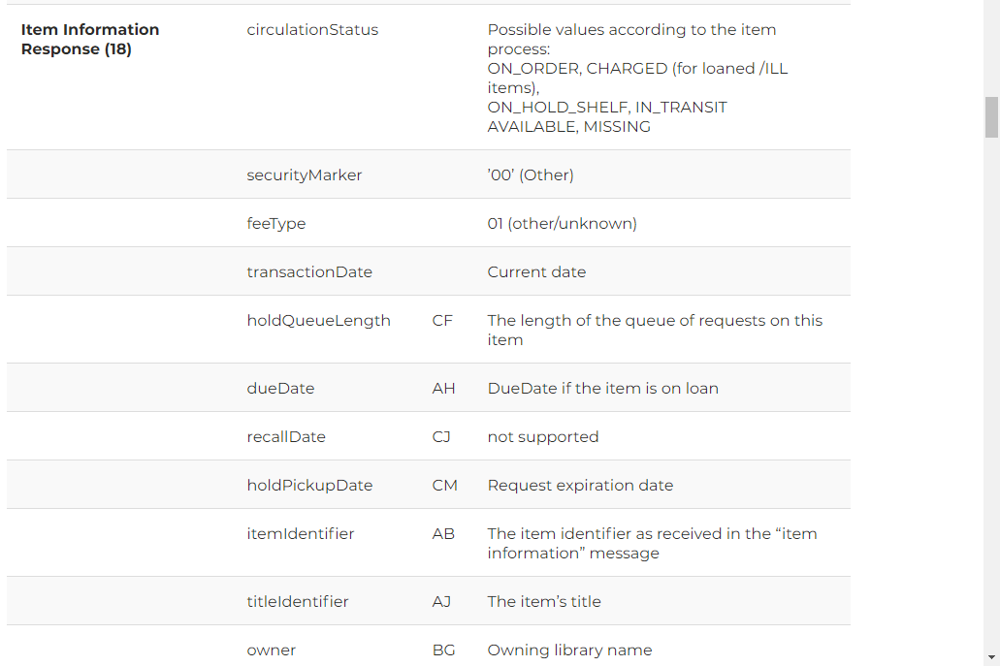 Item Information
Response (18)
circulationStatus
Possible values according to the item
process:
ON_ORDER, CHARGED (for loaned /ILL
items),
ON_HOLD_SHELF, IN_TRANSIT
AVAILABLE, MISSING
securityMarker
'00' (Other)
feeType
01 (other/unknown)
transactionDate
Current date
holdQueueLength
CF
The length of the queue of requests on this
item
dueDate
AH
DueDate if the item is on loan
recallDate
CJ
not supported
holdPickupDate
CM
Request expiration date
itemIdentifier
AB
The item identifier as received in the “item
information” message
titleIdentifier
AJ
The item’s title
owner
BG
Owning library name